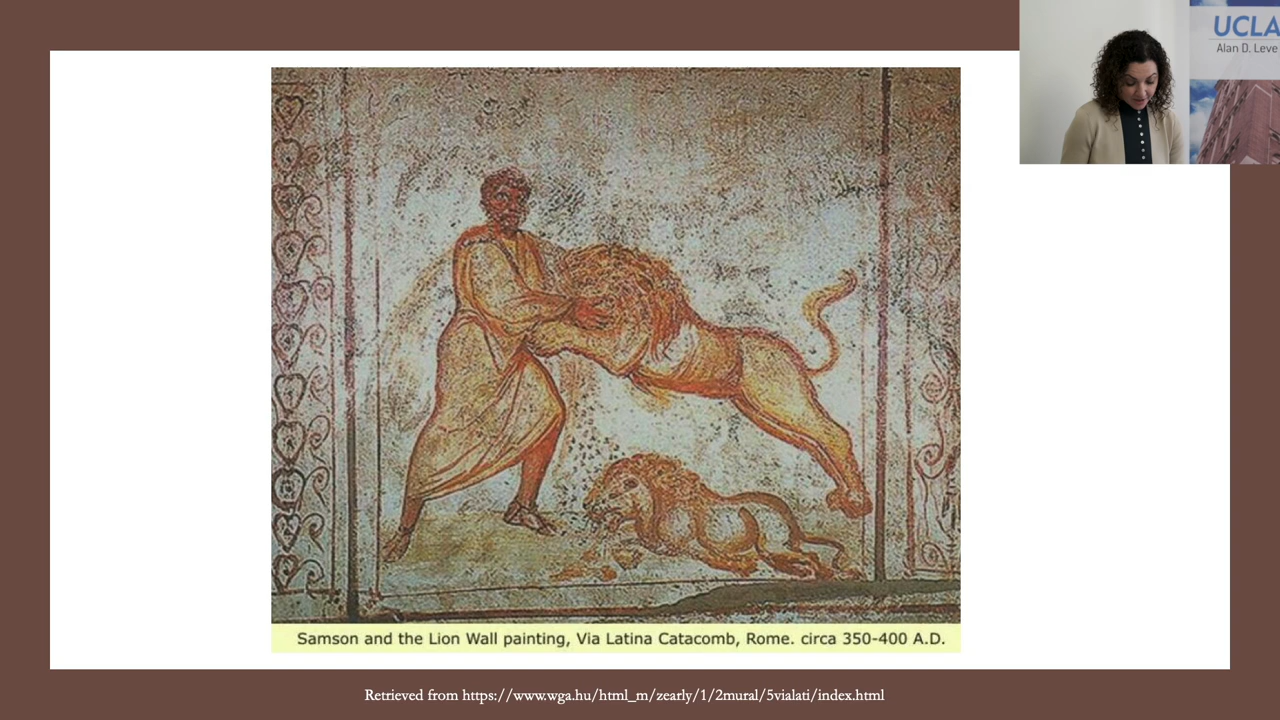 UCLA
Alan D. Leve
Samson and the Lion Wall painting, Via Latina Catacomb, Rome. circa 350-400 A.D.
Retrieved from https://www.wga.hu/html_m/zearly/1/2mural/5vialati/index.html